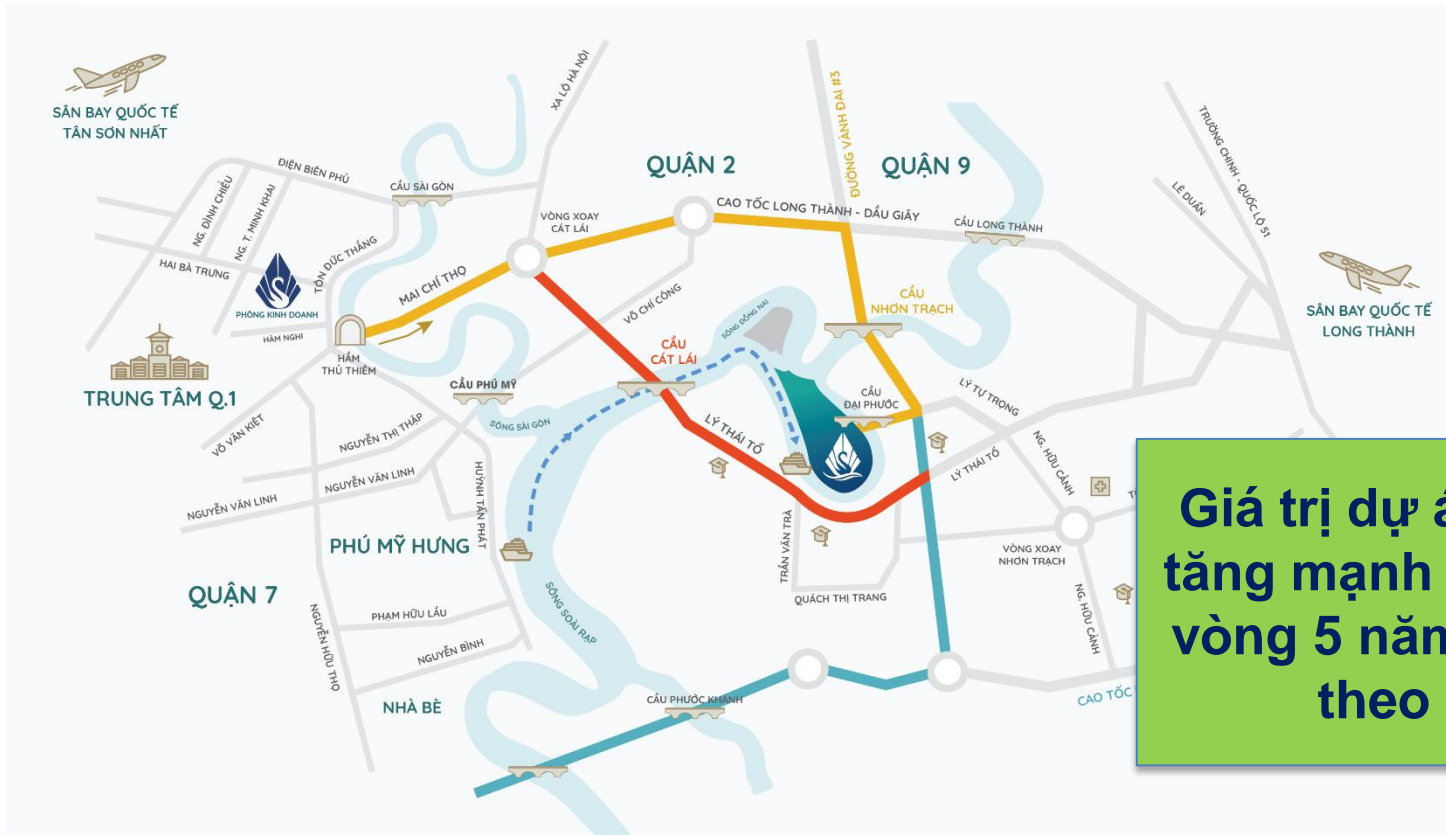 SÂN BAY QUỐC TẾ
TÂN SƠN NHẤT
XA LỘ HÀ NỘI
ĐƯỜNG VÀNH ĐAI #3
TRƯỜNG CHINH - QUỐC LỘ 51
ĐIỆN BIÊN PHỦ
QUẬN 2
QUẬN 9
NG. ĐÌNH CHIỂU
NG. T. MINH KHAI
CẦU SÀI GÒN
LÊ DUẨN
VÒNG XOAY
CÁT LÁI
CAO TỐC LONG THÀNH - DẦU GIÂY
CẦU LONG THÀNH
HAI BÀ TRƯNG
TÔN ĐỨC THẮNG
MAI CHÍ THỌ
VÕ CHÍ CÔNG
PHÒNG KINH DOANH
CẦU
NHƠN TRẠCH
SÂN BAY QUỐC TẾ
LONG THÀNH
HÀM NGHI
HẦM
THỦ THIÊM
SÔNG ĐỒNG NAI
CẦU
CÁT LÁI
TRUNG TÂM Q.1
CẦU PHÚ MỸ
CẦU
ĐẠI PHƯỚC
LÝ TỰ TRỌNG
VÕ VĂN KIỆT
NGUYỄN THỊ THẬP
SÔNG SÀI GÒN
LÝ THÁI TỔ
LÝ THÁI TỔ
NG. HỮU CẢNH
NGUYỄN VĂN LINH
NGUYỄN VĂN LINH
HUỲNH TẤN PHÁT
PHÚ MỸ HƯNG
TRẦN VĂN TRÀ
VÒNG XOAY
NHƠN TRẠCH
QUẬN 7
SÔNG SOÀI RẠP
QUÁCH THỊ TRANG
NG. HỮU CẢNH
PHẠM HỮU LẦU
NGUYỄN HỮU THỌ
NGUYỄN BÌNH
NHÀ BÈ
CẦU PHƯỚC KHÁNH
CAO TỐC
Giá trị dự á
tăng mạnh
vòng 5 năm
theo